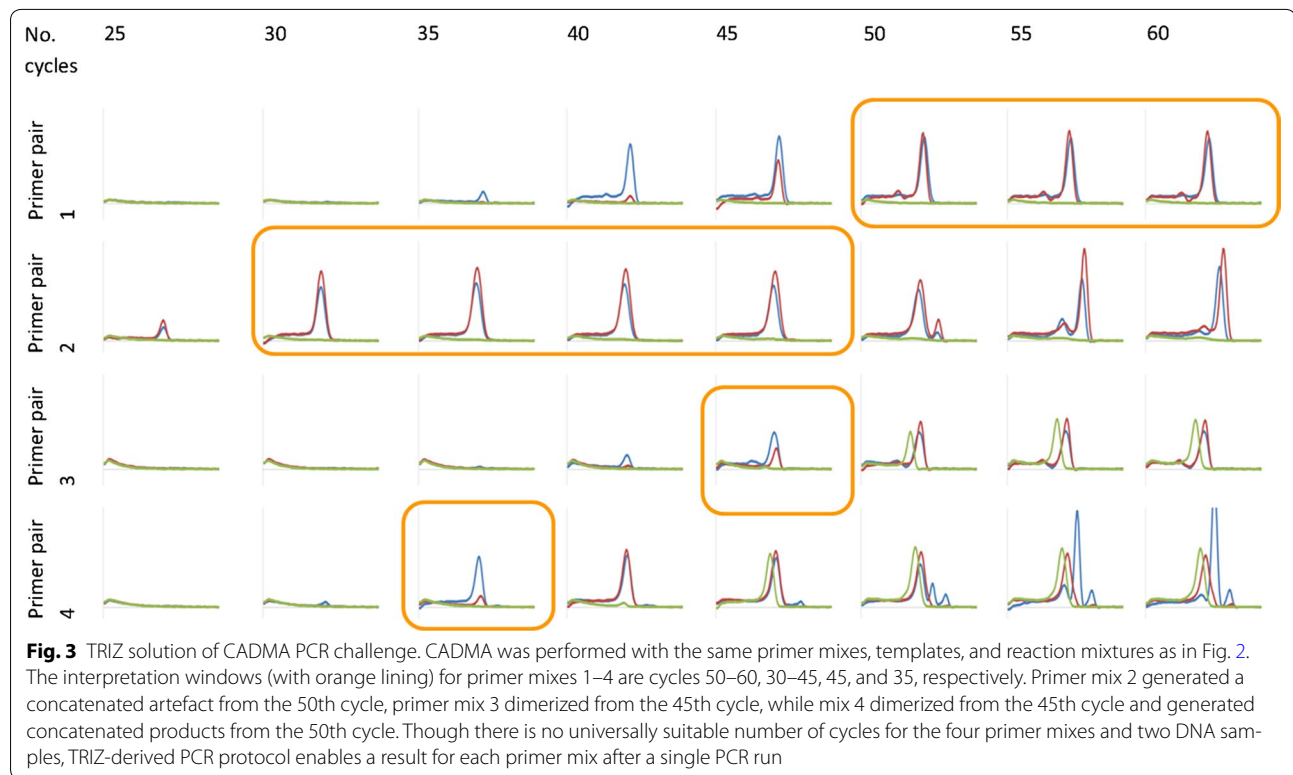 No. cycles 25 30 35 40 45 50 55 60
Primer pair 1
Primer pair 2
Primer pair 3
Primer pair 4
Fig. 3 TRIZ solution of CADMA PCR challenge. CADMA was performed with the same primer mixes, templates, and reaction mixtures as in Fig. 2.
The interpretation windows (with orange lining) for primer mixes 1–4 are cycles 50–60, 30–45, 45, and 35, respectively. Primer mix 2 generated a
concatenated artefact from the 50th cycle, primer mix 3 dimerized from the 45th cycle, while mix 4 dimerized from the 45th cycle and generated
concatenated products from the 50th cycle. Though there is no universally suitable number of cycles for the four primer mixes and two DNA sam-
ples, TRIZ-derived PCR protocol enables a result for each primer mix after a single PCR run